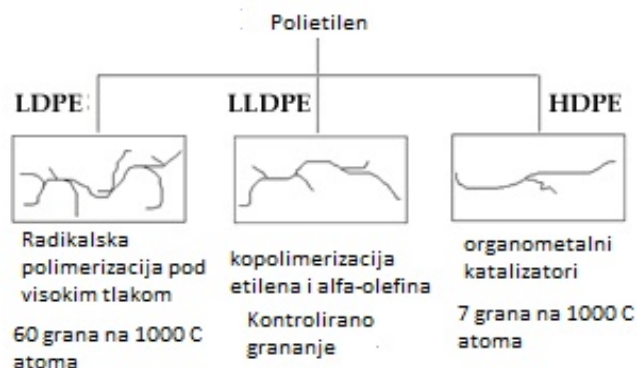 Polietilen
LDPE:
LLDPE
HDPE
Radikalska
polimerizacija pod
visokim tlakom
60 grana na 1000 C
atoma
kopolimerizacija
etilena i alfa-olefina
Kontrolirano
grananje
organometalni
katalizatori
7 grana na 1000 C
atoma